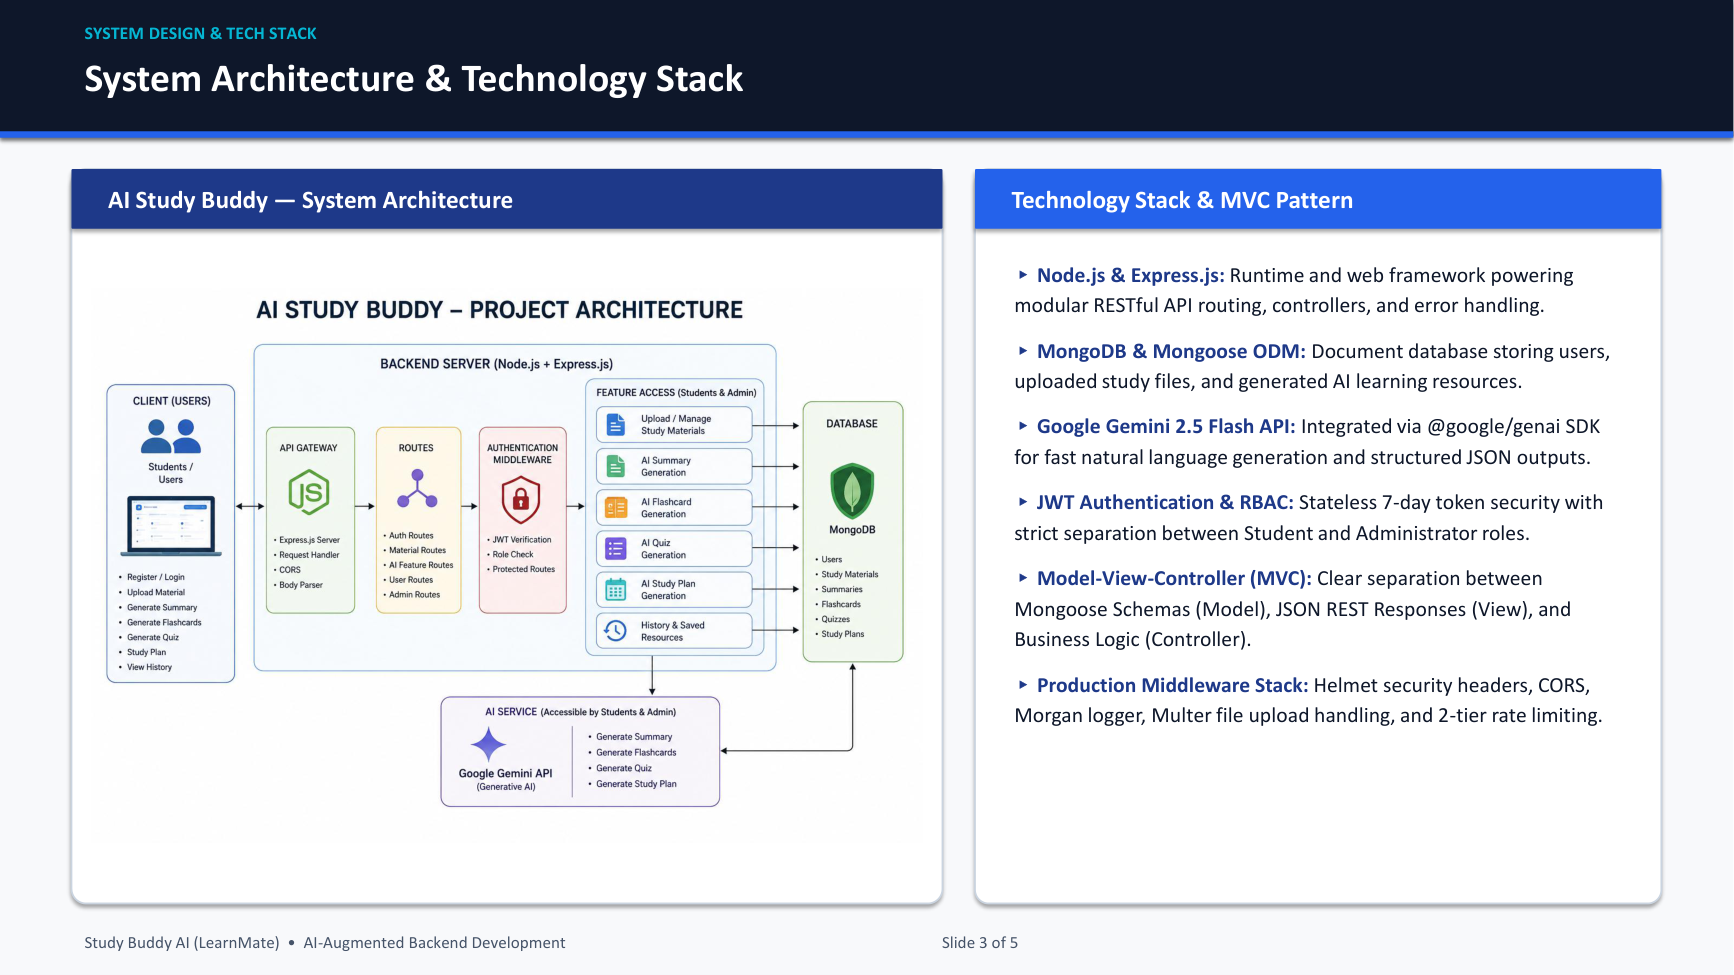 SYSTEM DESIGN & TECH STACK
System Architecture & Technology Stack
AI Study Buddy — System Architecture
AI STUDY BUDDY – PROJECT ARCHITECTURE
CLIENT (USERS)
Students /
Users
• Register / Login
• Upload Material
• Generate Summary
• Generate Flashcards
• Generate Quiz
• Study Plan
• View History
BACKEND SERVER (Node.js + Express.js)
API GATEWAY
JS
• Express.js Server
• Request Handler
• CORS
• Body Parser
ROUTES
• Auth Routes
• Material Routes
• AI Feature Routes
• User Routes
• Admin Routes
AUTHENTICATION
MIDDLEWARE
• JWT Verification
• Role Check
• Protected Routes
FEATURE ACCESS (Students & Admin)
Upload / Manage
Study Materials
AI Summary
Generation
AI Flashcard
Generation
AI Quiz
Generation
AI Study Plan
Generation
History & Saved
Resources
DATABASE
MongoDB
• Users
• Study Materials
• Summaries
• Flashcards
• Quizzes
• Study Plans
AI SERVICE (Accessible by Students & Admin)
Google Gemini API
(Generative AI)
• Generate Summary
• Generate Flashcards
• Generate Quiz
• Generate Study Plan
Technology Stack & MVC Pattern
‣ Node.js & Express.js: Runtime and web framework powering
modular RESTful API routing, controllers, and error handling.
‣ MongoDB & Mongoose ODM: Document database storing users,
uploaded study files, and generated AI learning resources.
‣ Google Gemini 2.5 Flash API: Integrated via @google/genai SDK
for fast natural language generation and structured JSON outputs.
‣ JWT Authentication & RBAC: Stateless 7-day token security with
strict separation between Student and Administrator roles.
‣ Model-View-Controller (MVC): Clear separation between
Mongoose Schemas (Model), JSON REST Responses (View), and
Business Logic (Controller).
‣ Production Middleware Stack: Helmet security headers, CORS,
Morgan logger, Multer file upload handling, and 2-tier rate limiting.
Study Buddy AI (LearnMate) • AI-Augmented Backend Development
Slide 3 of 5